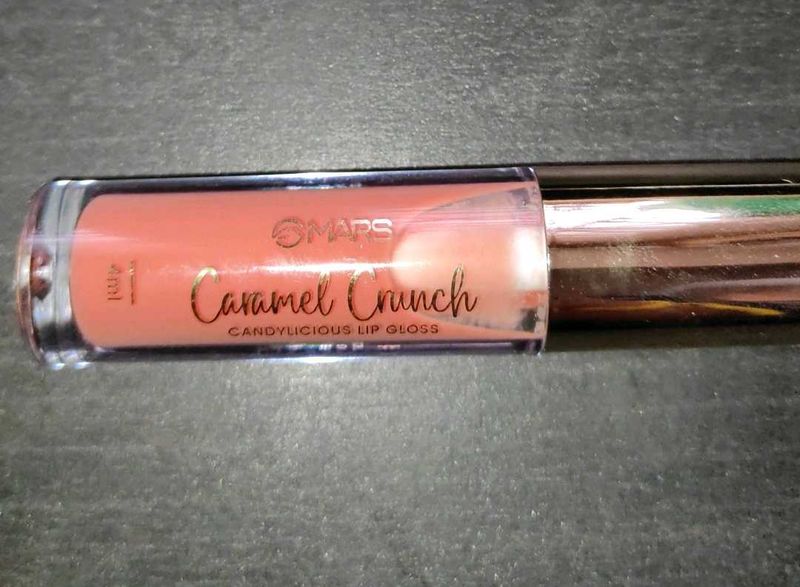 MARS
Caramel Crunch
CANDYLICIOUS LIP GLOSS
4ml